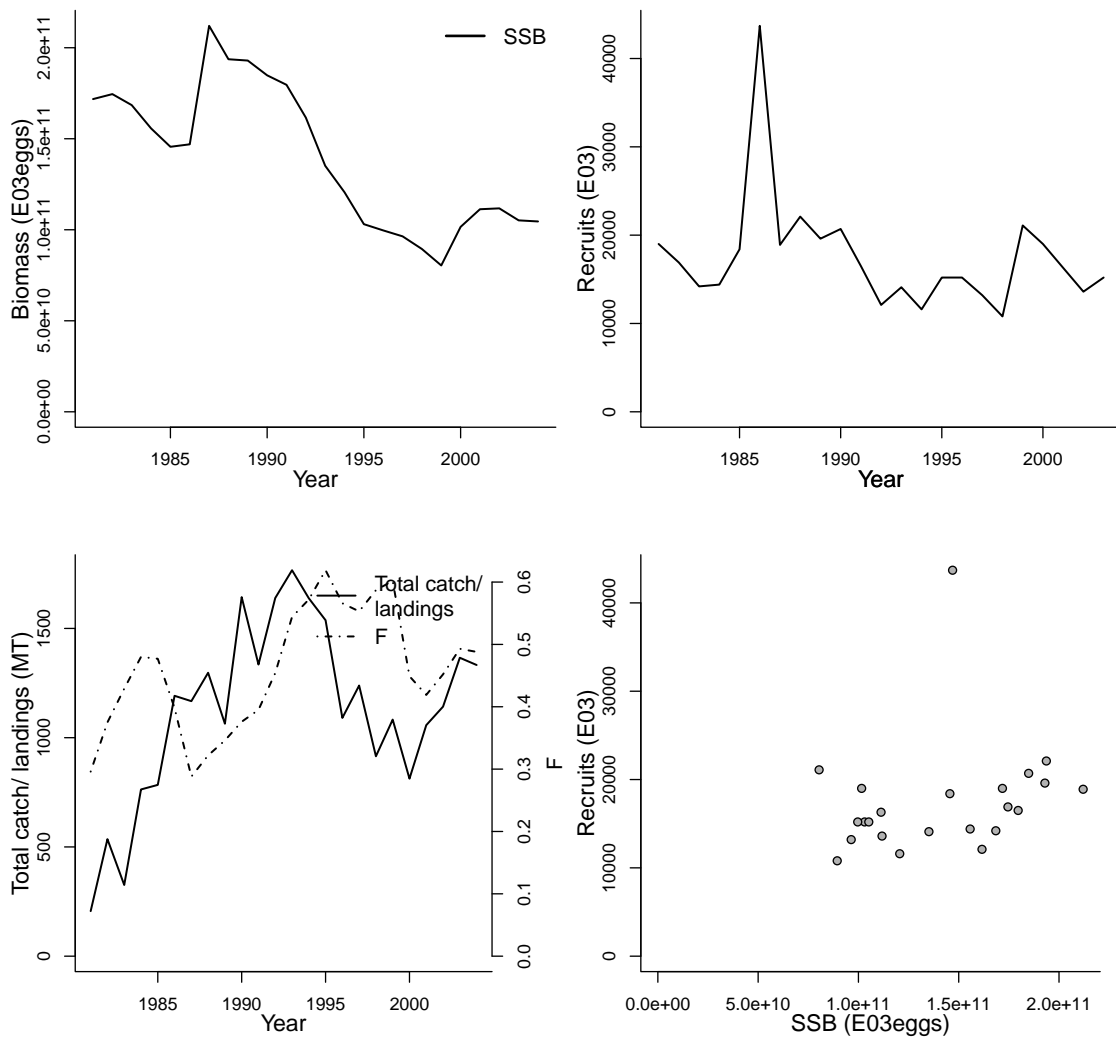 SSB
Biomass (E03eggs)
0.0e+00 5.0e+10 1.0e+11 1.5e+11 2.0e+11
1985 1990 1995 2000
Year
Recruits (E03)
0 10000 20000 30000 40000
1985 1990 1995 2000
Year
Total catch/
landings
F
Total catch/ landings (MT)
0 500 1000 1500
0.0 0.1 0.2 0.3 0.4 0.5 0.6
F
1985 1990 1995 2000
Year
Recruits (E03)
0 10000 20000 30000 40000
0.0e+00 5.0e+10 1.0e+11 1.5e+11 2.0e+11
SSB (E03eggs)